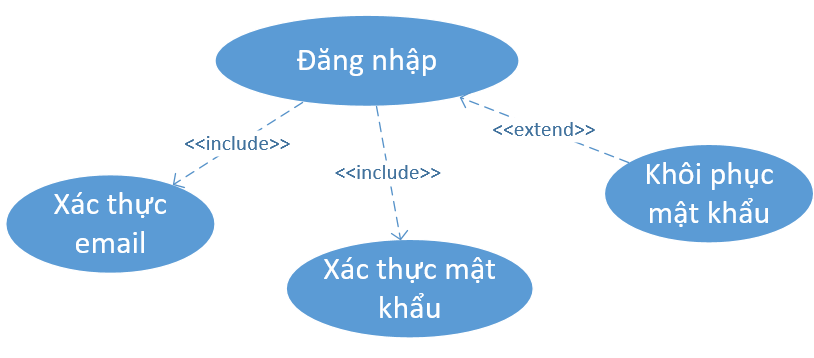 Đăng nhập
<<include>>
<<extend>>
<<include>>
Xác thực
email
Khôi phục
mật khẩu
Xác thực mật
khẩu